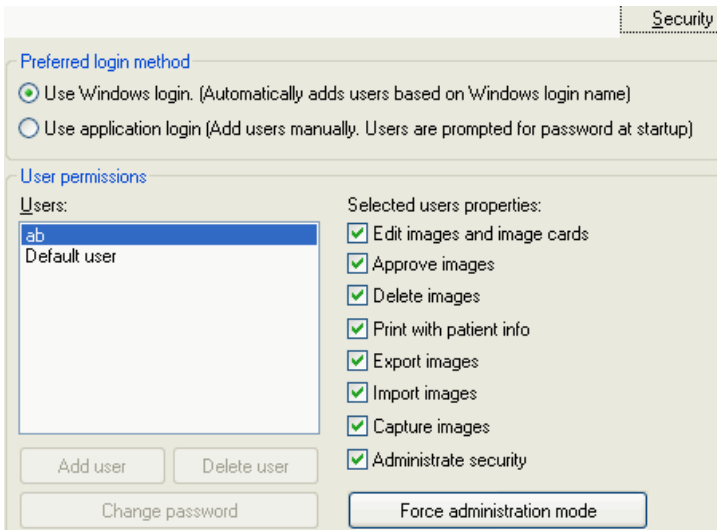 Security
Preferred login method
Use Windows login. (Automatically adds users based on Windows login name)
Use application login (Add users manually. Users are prompted for password at startup)
User permissions
Users:
ab
Default user
Add user
Delete user
Change password
Selected users properties:
Edit images and image cards
Approve images
Delete images
Print with patient info
Export images
Import images
Capture images
Administrate security
Force administration mode